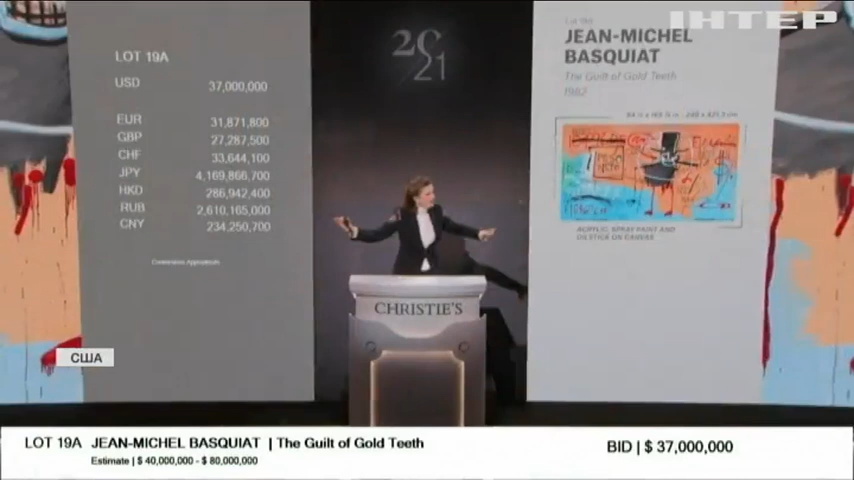 ІНТЕР
LOT 19A
USD 37,000,000
EUR 31,871,800
GBP 27,287,500
CHF 33,644,100
JPY 4,169,866,700
HKD 286,942,400
RUB 2,610,165,000
CNY 234,250,700
20
/21
Lot 19A
JEAN-MICHEL
BASQUIAT
The Guilt of Gold Teeth
1982
ACRYLIC, SPRAY PAINT AND
OILSTICK ON CANVAS
CHRISTIE'S
США
LOT 19A JEAN-MICHEL BASQUIAT | The Guilt of Gold Teeth
Estimate | $ 40,000,000 - $ 80,000,000
BID | $ 37,000,000